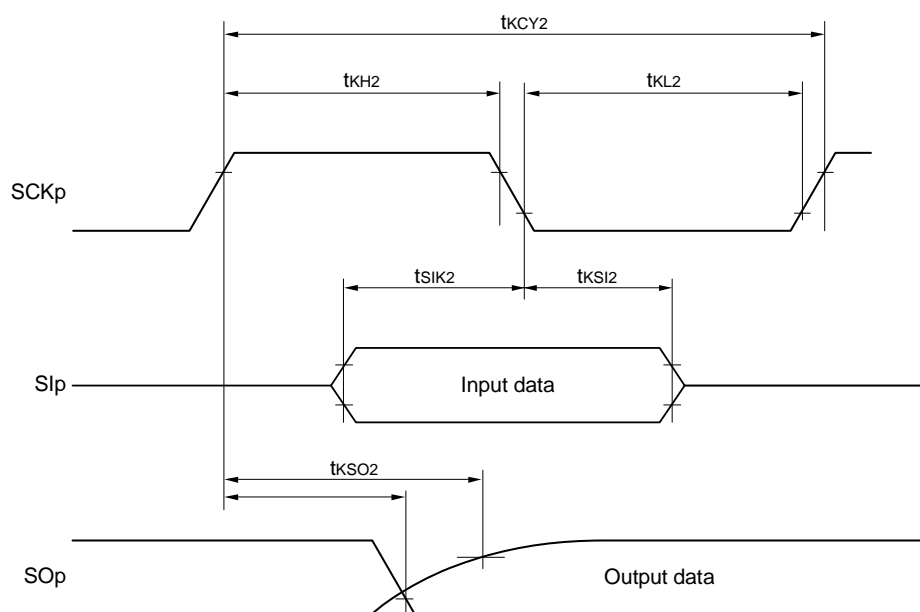 tKCY2
tKH2
tKL2
SCKp
tSIK2
tKSI2
SIp
Input data
tKSO2
SOp
Output data